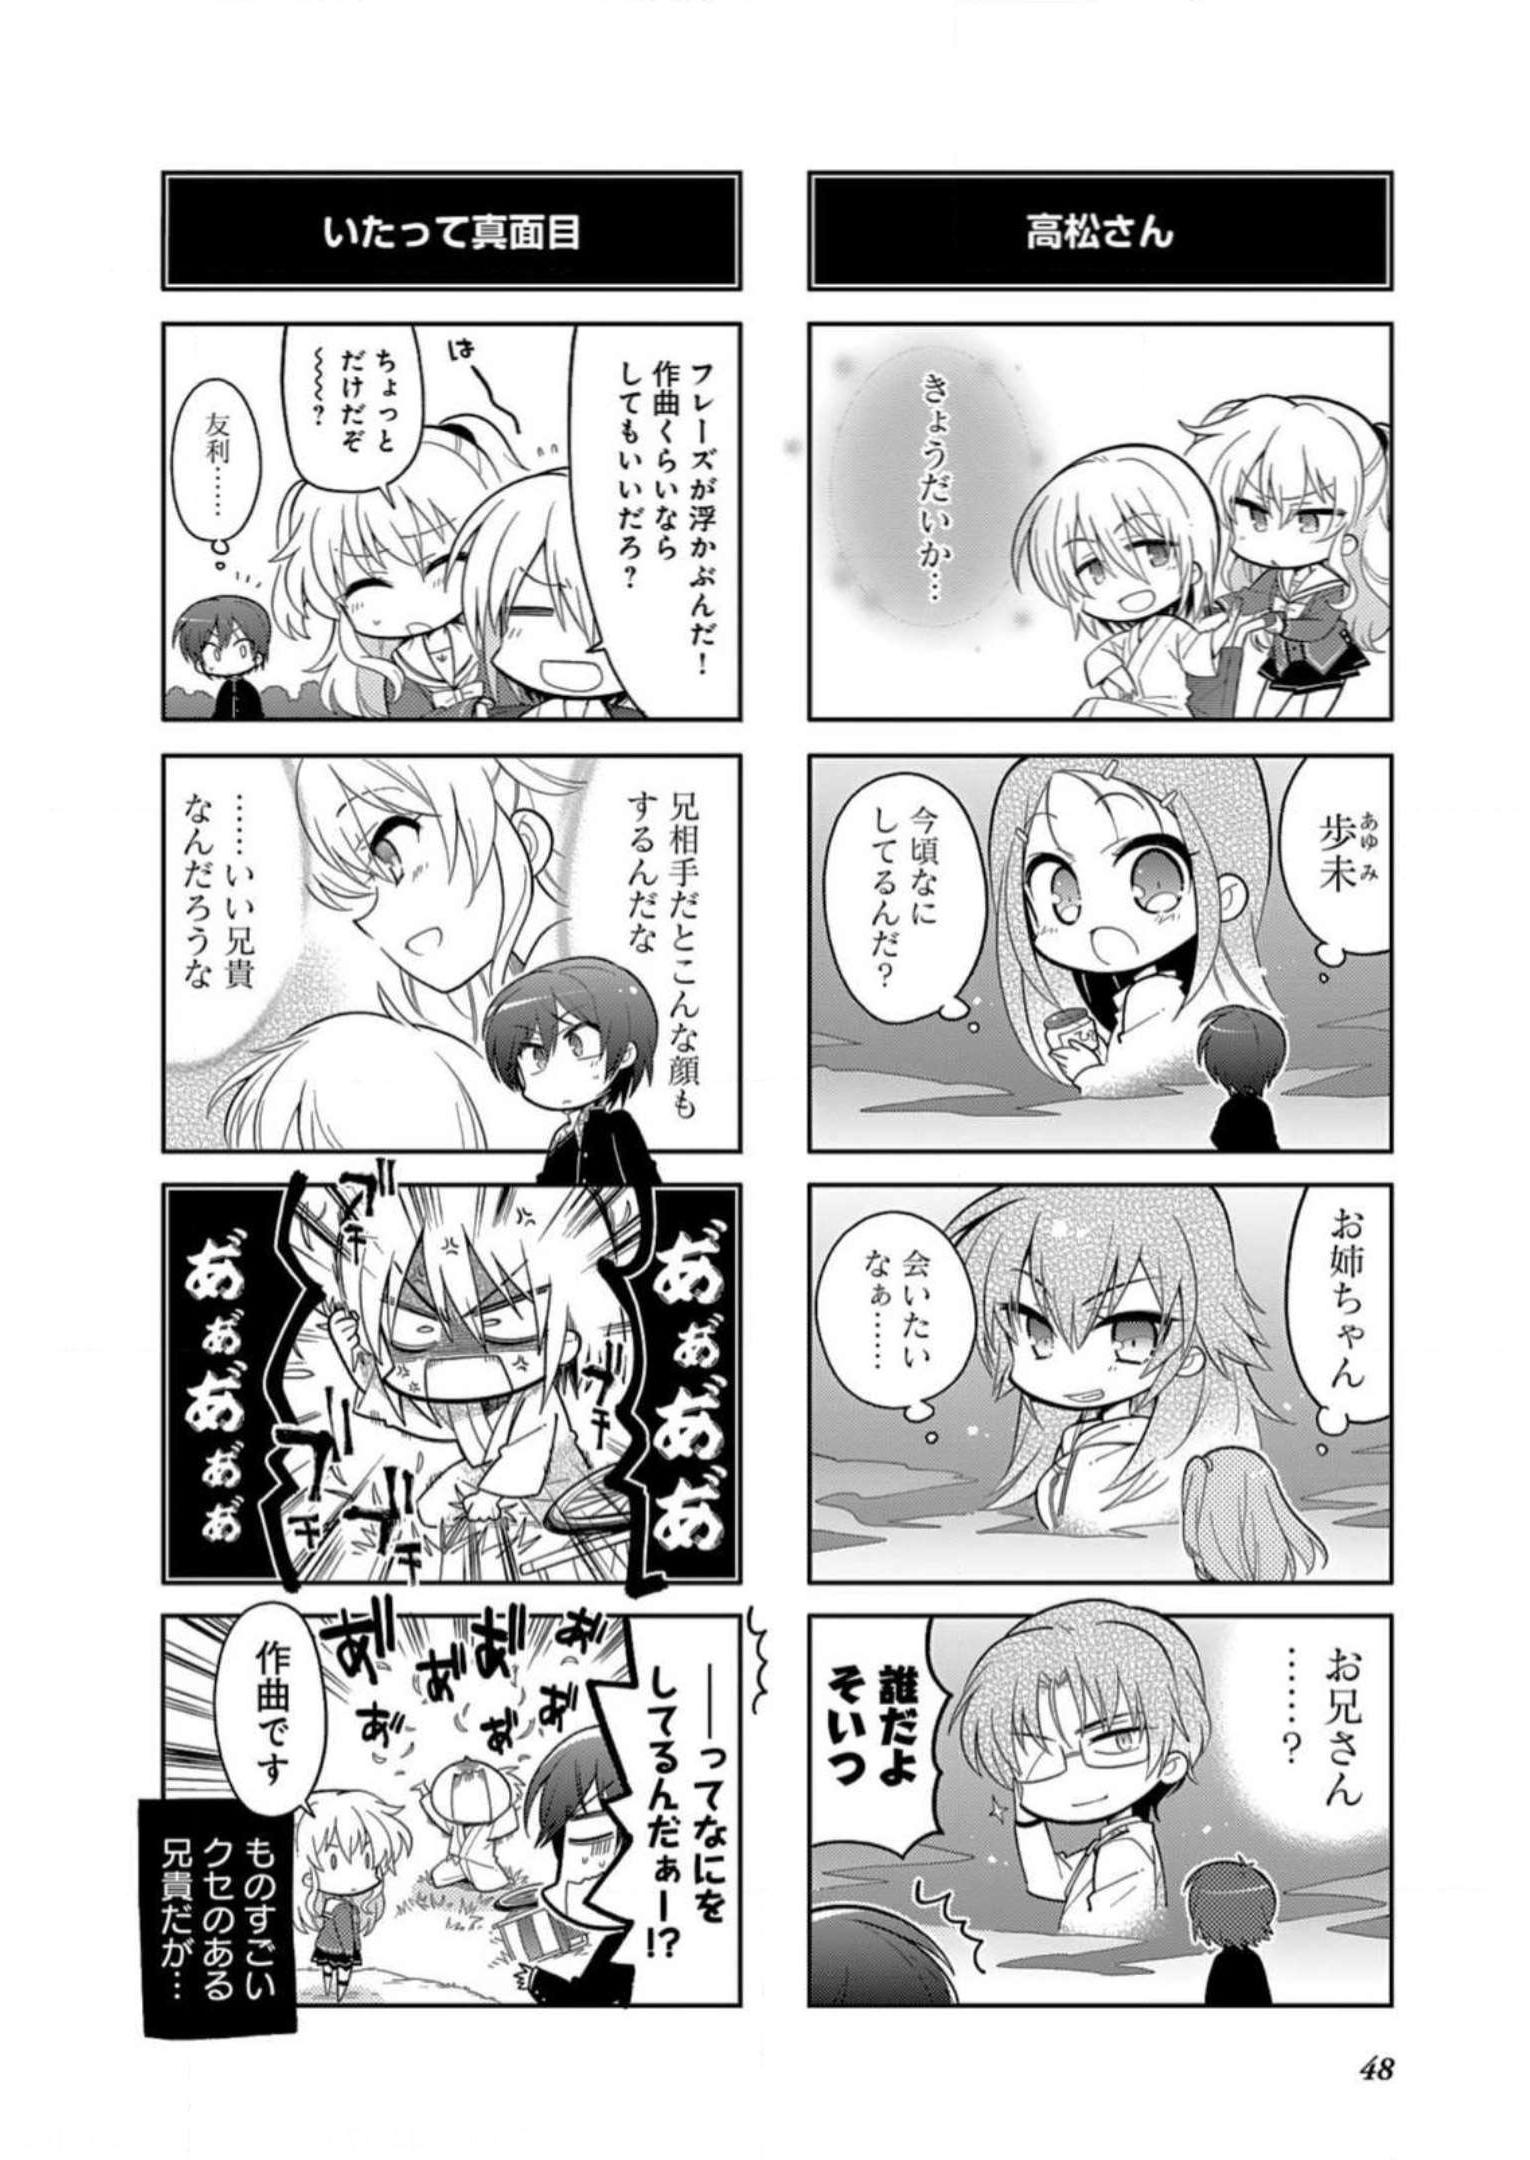 高松さん
きょうだいか…
歩未
あゆみ
今頃なに
してるんだ？
お姉ちゃん
会いたい
なぁ……
お兄さん
……？
誰だよ
そいつ
いたって真面目
フレーズが浮かぶんだ！
作曲くらいなら
してもいいだろ？
は～
ちょっと
だけだぞ
～～～？
友利……
兄相手だとこんな顔も
するんだな
……いい兄貴
なんだろうな
あ゛あ゛あ゛あ゛あ゛
あ゛あ゛あ゛あ゛あ゛
ブチ
ブチ
ブチ
ブチ
――ってなにを
してるんだぁー！？
あ゛あ゛あ゛あ゛あ゛あ゛あ゛
作曲です
ものすごい
クセのある
兄貴だが…
48